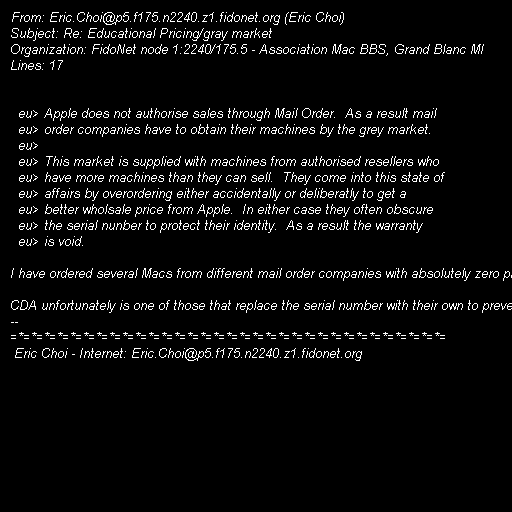 From: Eric.Choi@p5.f175.n2240.z1.fidonet.org (Eric Choi)
Subject: Re: Educational Pricing/gray market
Organization: FidoNet node 1:2240/175.5 - Association Mac BBS, Grand Blanc MI
Lines: 17
eu> Apple does not authorise sales through Mail Order.  As a result mail
eu> order companies have to obtain their machines by the grey market.
eu>
eu> This market is supplied with machines from authorised resellers who
eu> have more machines than they can sell.  They come into this state of
eu> affairs by overordering either accidentally or deliberatly to get a
eu> better wholsale price from Apple.  In either case they often obscure
eu> the serial nunber to protect their identity.  As a result the warranty
eu> is void.
I have ordered several Macs from different mail order companies with absolutely zero
CDA unfortunately is one of those that replace the serial number with their own to
--
=*=*=*=*=*=*=*=*=*=*=*=*=*=*=*=*=*=*=*=*=*=*=*=*=*=*=*=*=*=*=*=*=*=
Eric Choi - Internet: Eric.Choi@p5.f175.n2240.z1.fidonet.org